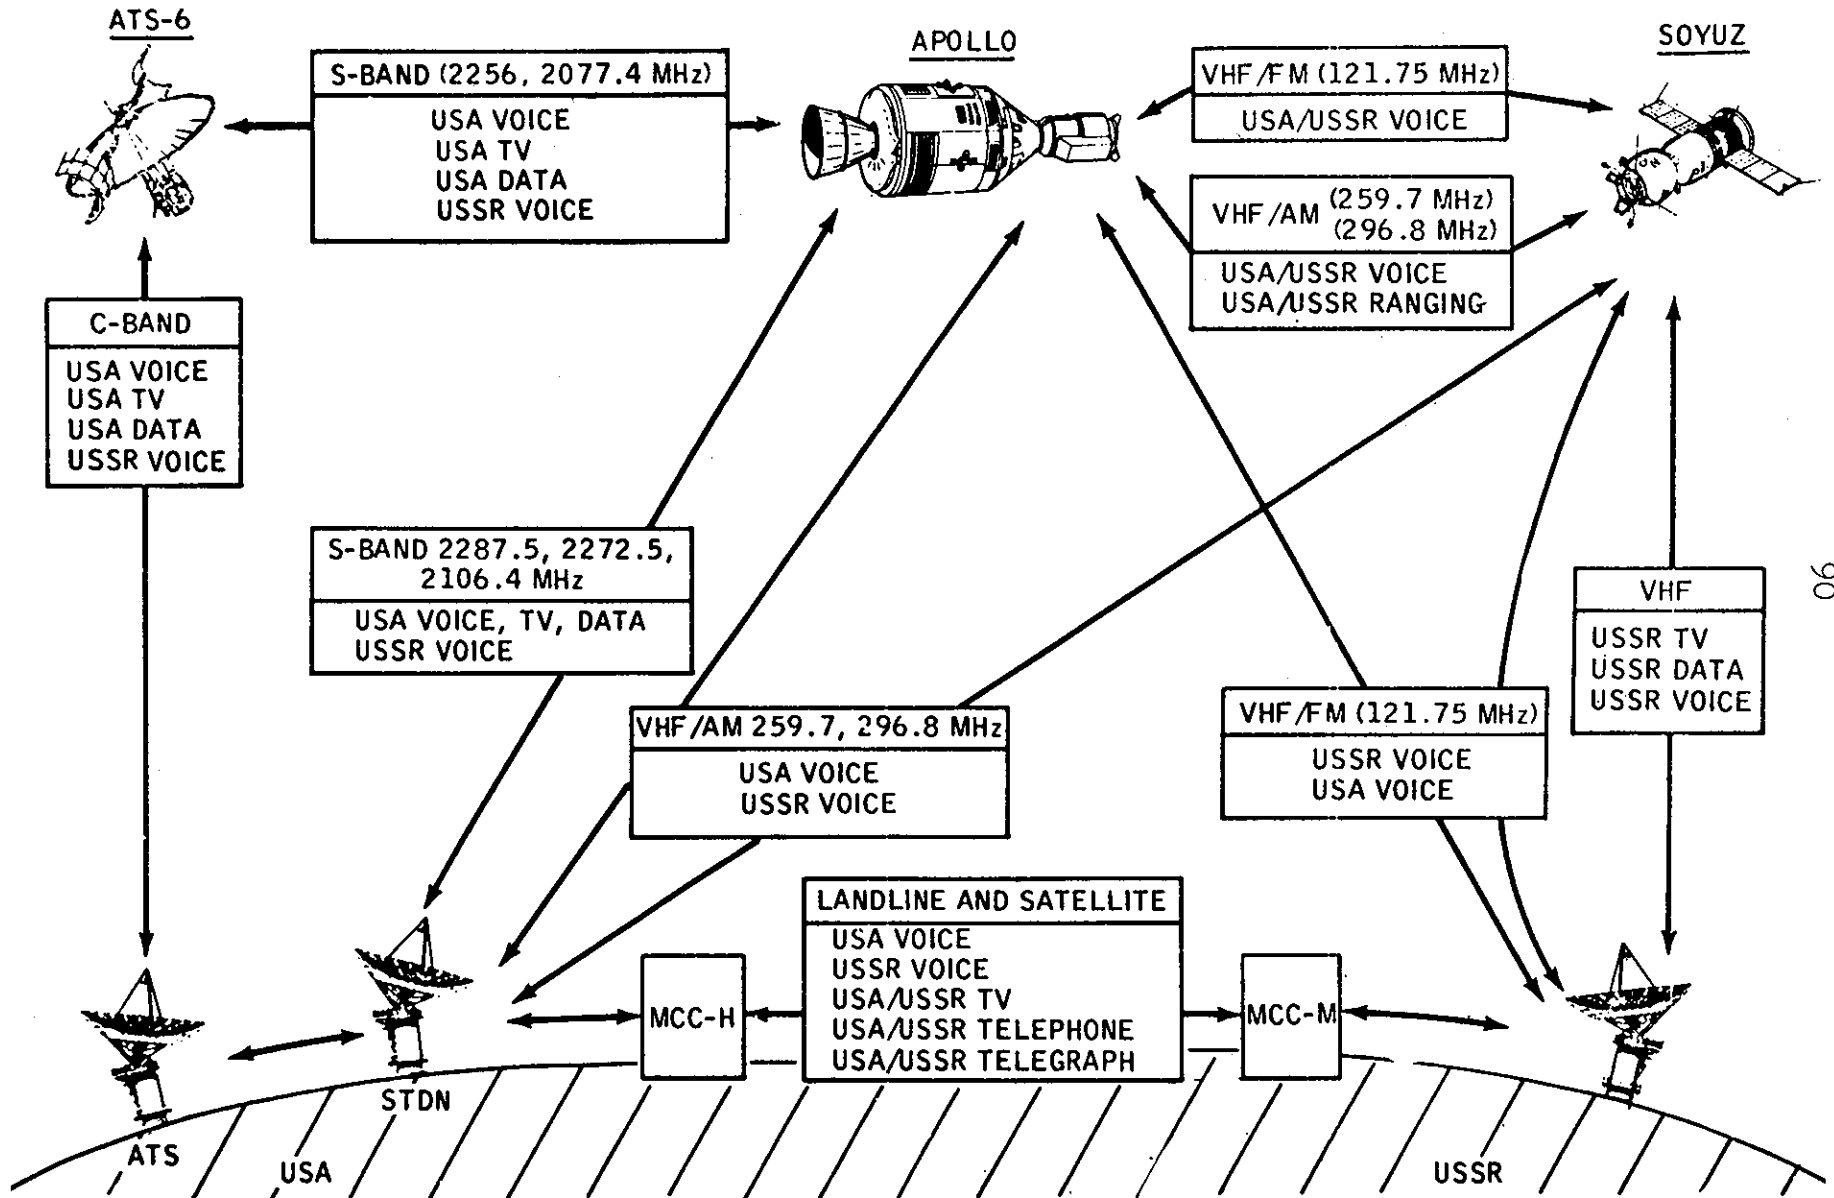 ATS-6
APOLLO
SOYUZ
S-BAND (2256, 2077.4 MHz)
USA VOICE
USA TV
USA DATA
USSR VOICE
VHF/FM (121.75 MHz)
USA/USSR VOICE
VHF/AM (259.7 MHz)
(296.8 MHz)
USA/USSR VOICE
USA/USSR RANGING
C-BAND
USA VOICE
USA TV
USA DATA
USSR VOICE
S-BAND 2287.5, 2272.5,
2106.4 MHz
USA VOICE, TV, DATA
USSR VOICE
VHF/AM 259.7, 296.8 MHz
USA VOICE
USSR VOICE
VHF/FM (121.75 MHz)
USSR VOICE
USA VOICE
VHF
USSR TV
USSR DATA
USSR VOICE
90
LANDLINE AND SATELLITE
USA VOICE
USSR VOICE
USA/USSR TV
USA/USSR TELEPHONE
USA/USSR TELEGRAPH
MCC-H
MCC-M
STDN
ATS
USA
USSR